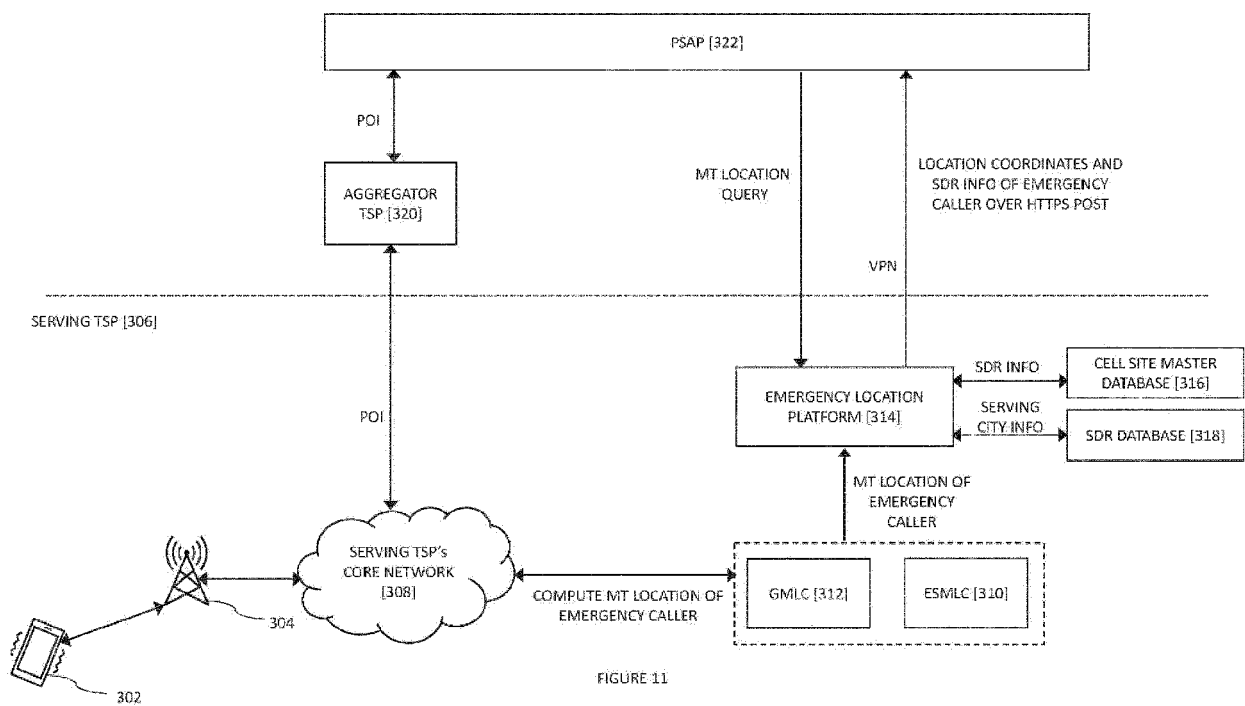 PSAP [322]
POI
AGGREGATOR
TSP [320]
MT LOCATION
QUERY
LOCATION COORDINATES AND
SDR INFO OF EMERGENCY
CALLER OVER HTTPS POST
VPN
SERVING TSP [306]
POI
EMERGENCY LOCATION
PLATFORM [314]
SDR INFO
CELL SITE MASTER
DATABASE [316]
SERVING
CITY INFO
SDR DATABASE [318]
MT LOCATION OF
EMERGENCY
CALLER
SERVING TSP's
CORE NETWORK
[308]
COMPUTE MT LOCATION OF
EMERGENCY CALLER
GMLC [312]
ESMLC [310]
304
302
FIGURE 11